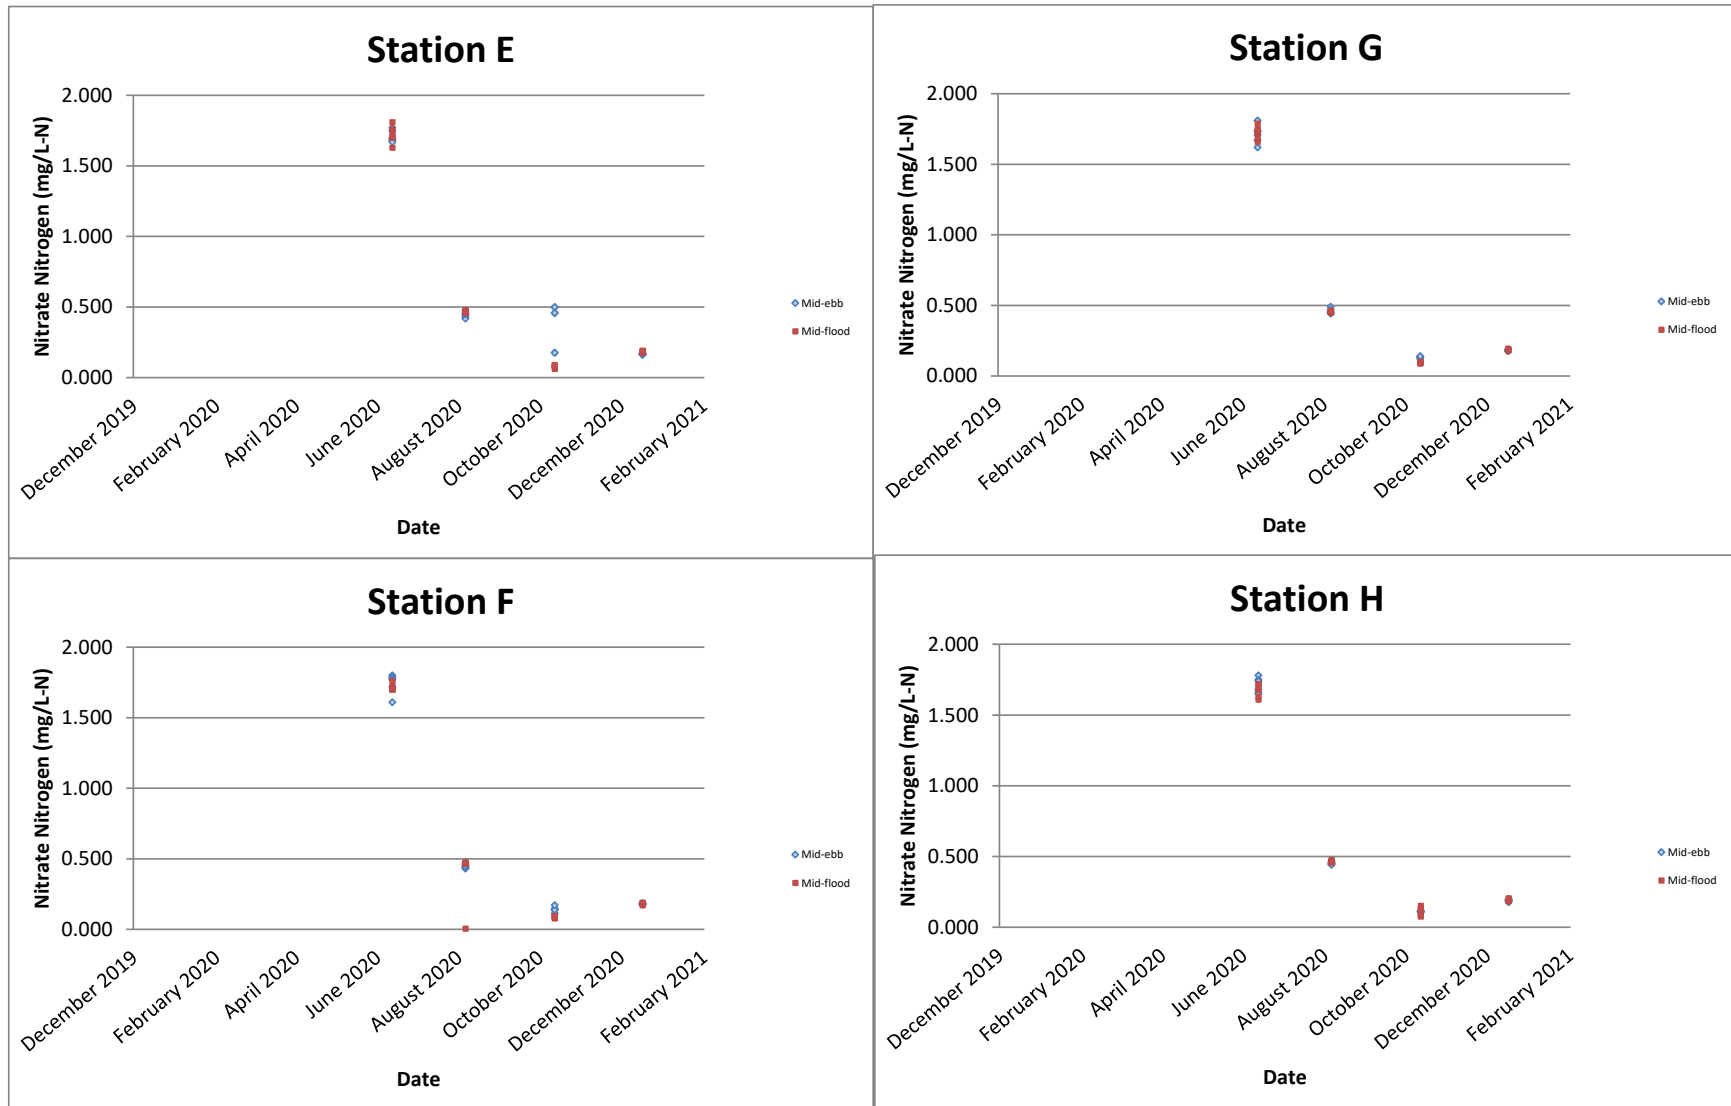 Station E
Nitrate Nitrogen (mg/L-N)
2.000
1.500
1.000
0.500
0.000
December 2019
February 2020
April 2020
June 2020
August 2020
October 2020
December 2020
February 2021
Date
Mid-ebb
Mid-flood
Station G
Nitrate Nitrogen (mg/L-N)
2.000
1.500
1.000
0.500
0.000
December 2019
February 2020
April 2020
June 2020
August 2020
October 2020
December 2020
February 2021
Date
Mid-ebb
Mid-flood
Station F
Nitrate Nitrogen (mg/L-N)
2.000
1.500
1.000
0.500
0.000
December 2019
February 2020
April 2020
June 2020
August 2020
October 2020
December 2020
February 2021
Date
Mid-ebb
Mid-flood
Station H
Nitrate Nitrogen (mg/L-N)
2.000
1.500
1.000
0.500
0.000
December 2019
February 2020
April 2020
June 2020
August 2020
October 2020
December 2020
February 2021
Date
Mid-ebb
Mid-flood